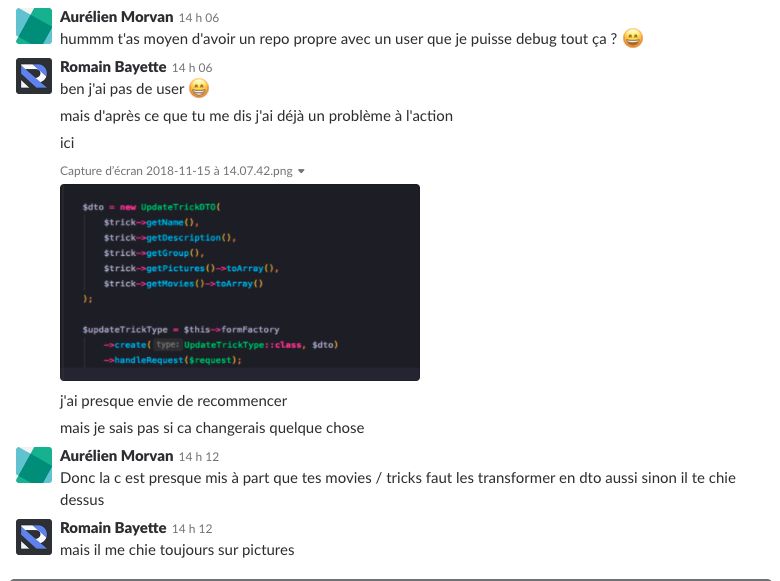 Aurélien Morvan 14 h 06
hummm t'as moyen d'avoir un repo propre avec un user que je puisse debug tout ça ?
Romain Bayette 14 h 06
ben j'ai pas de user
mais d'après ce que tu me dis j'ai déjà un problème à l'action
ici
Capture d'écran 2018-11-15 à 14.07.42.png
$dto = new UpdateTrickDTO(
$trick->getName(),
$trick->getDescription(),
$trick->getGroup(),
$trick->getPictures()->toArray(),
$trick->getMovies()->toArray()
);
$updateTrickType = $this->formFactory
->create( type: UpdateTrickType::class, $dto)
->handleRequest($request);
j'ai presque envie de recommencer
mais je sais pas si ca changerais quelque chose
Aurélien Morvan 14 h 12
Donc la c est presque mis à part que tes movies / tricks faut les transformer en dto aussi sinon il te chie
dessus
Romain Bayette 14 h 12
mais il me chie toujours sur pictures